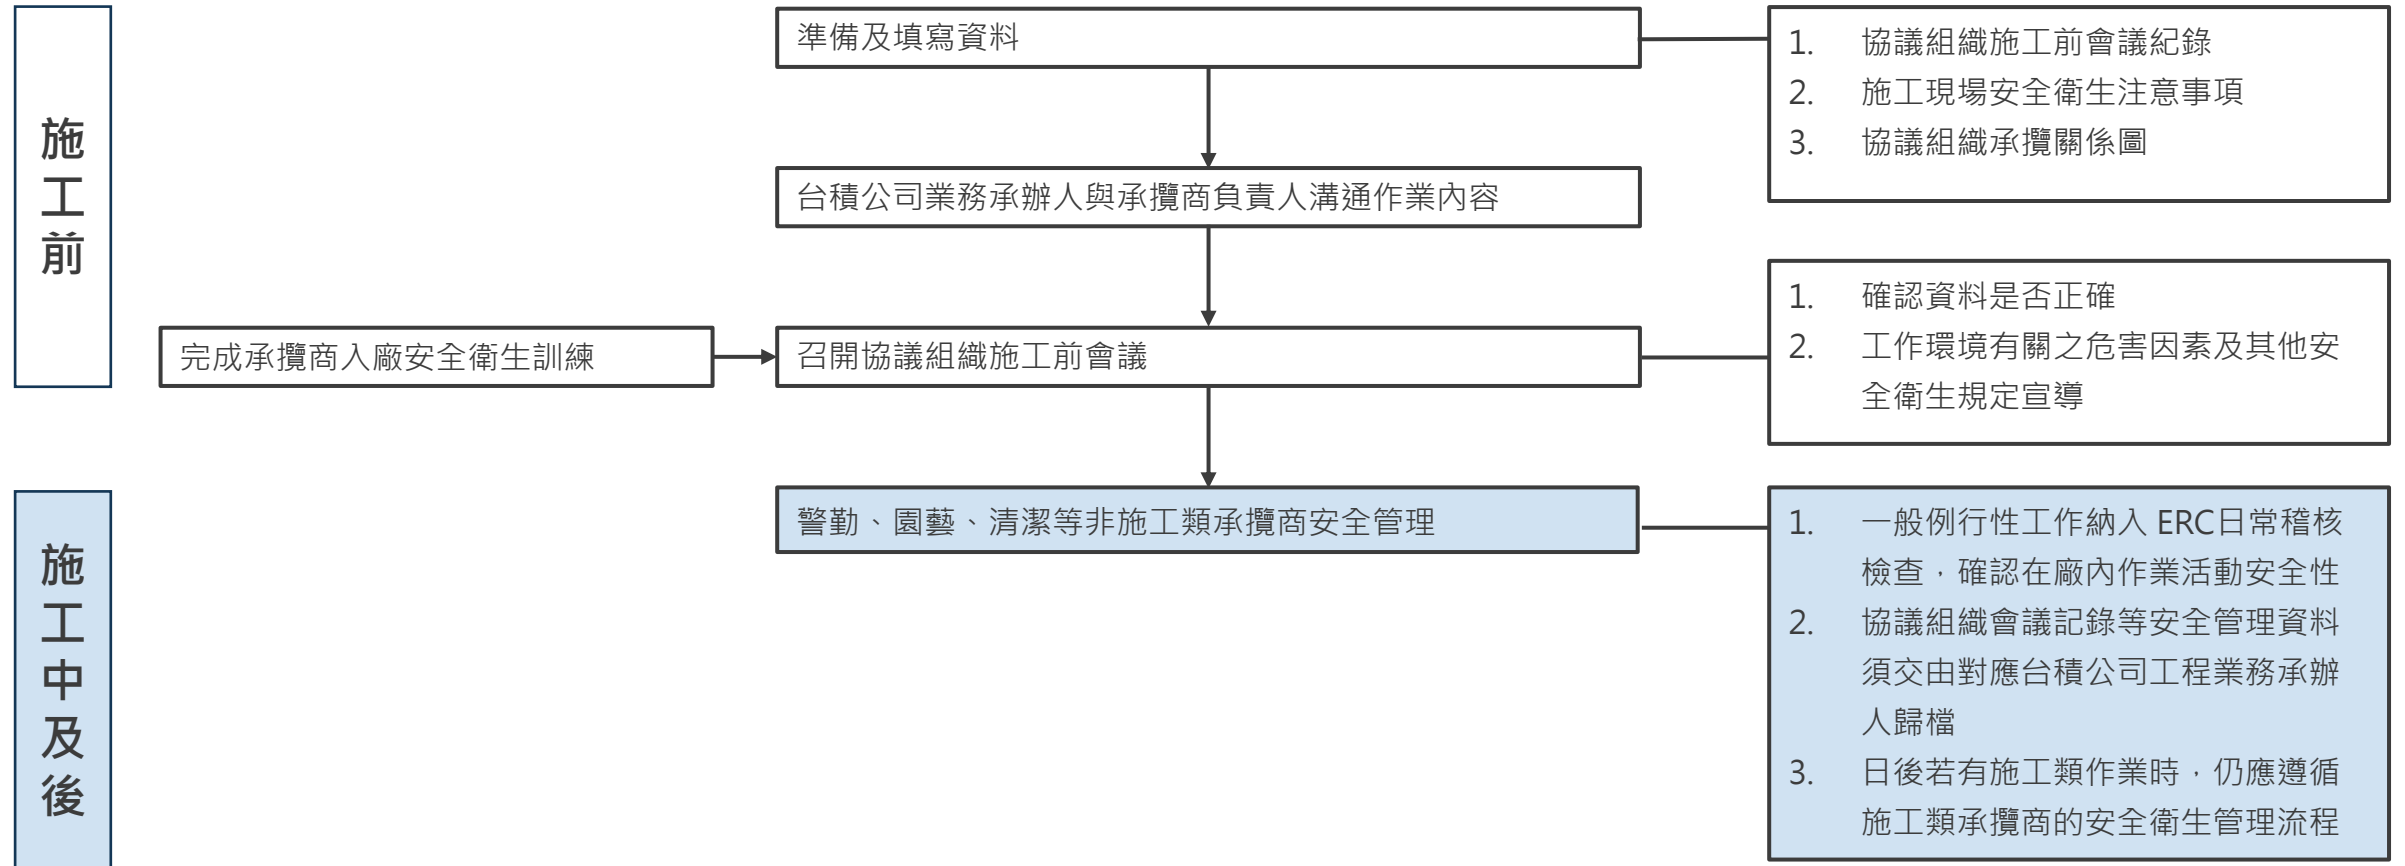 施工前
準備及填寫資料
1. 協議組織施工前會議紀錄
2. 施工現場安全衛生注意事項
3. 協議組織承攬關係圖
台積公司業務承辦人與承攬商負責人溝通作業內容
完成承攬商入廠安全衛生訓練
召開協議組織施工前會議
1. 確認資料是否正確
2. 工作環境有關之危害因素及其他安
全衛生規定宣導
施工中及後
警勤、園藝、清潔等非施工類承攬商安全管理
1. 一般例行性工作納入 ERC日常稽核
檢查，確認在廠內作業活動安全性
2. 協議組織會議記錄等安全管理資料
須交由對應台積公司工程業務承辦
人歸檔
3. 日後若有施工類作業時，仍應遵循
施工類承攬商的安全衛生管理流程